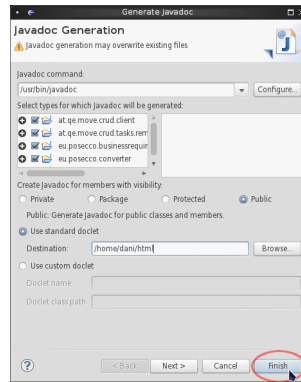 Generate Javadoc
Javadoc Generation
Javadoc generation may overwrite existing files
Javadoc command:
/usr/bin/javadoc
Configure...
Select types for which Javadoc will be generated:
at.qe.move.crud.client
at.qe.move.crud.tasks.rem
eu.posecco.businessrequir
eu.posecco.converter
Create Javadoc for members with visibility:
Private Package Protected Public
Public: Generate Javadoc for public classes and members.
Use standard doclet
Destination: /home/dani/html Browse...
Use custom doclet
Doclet name:
Doclet class path:
? < Back Next > Cancel Finish